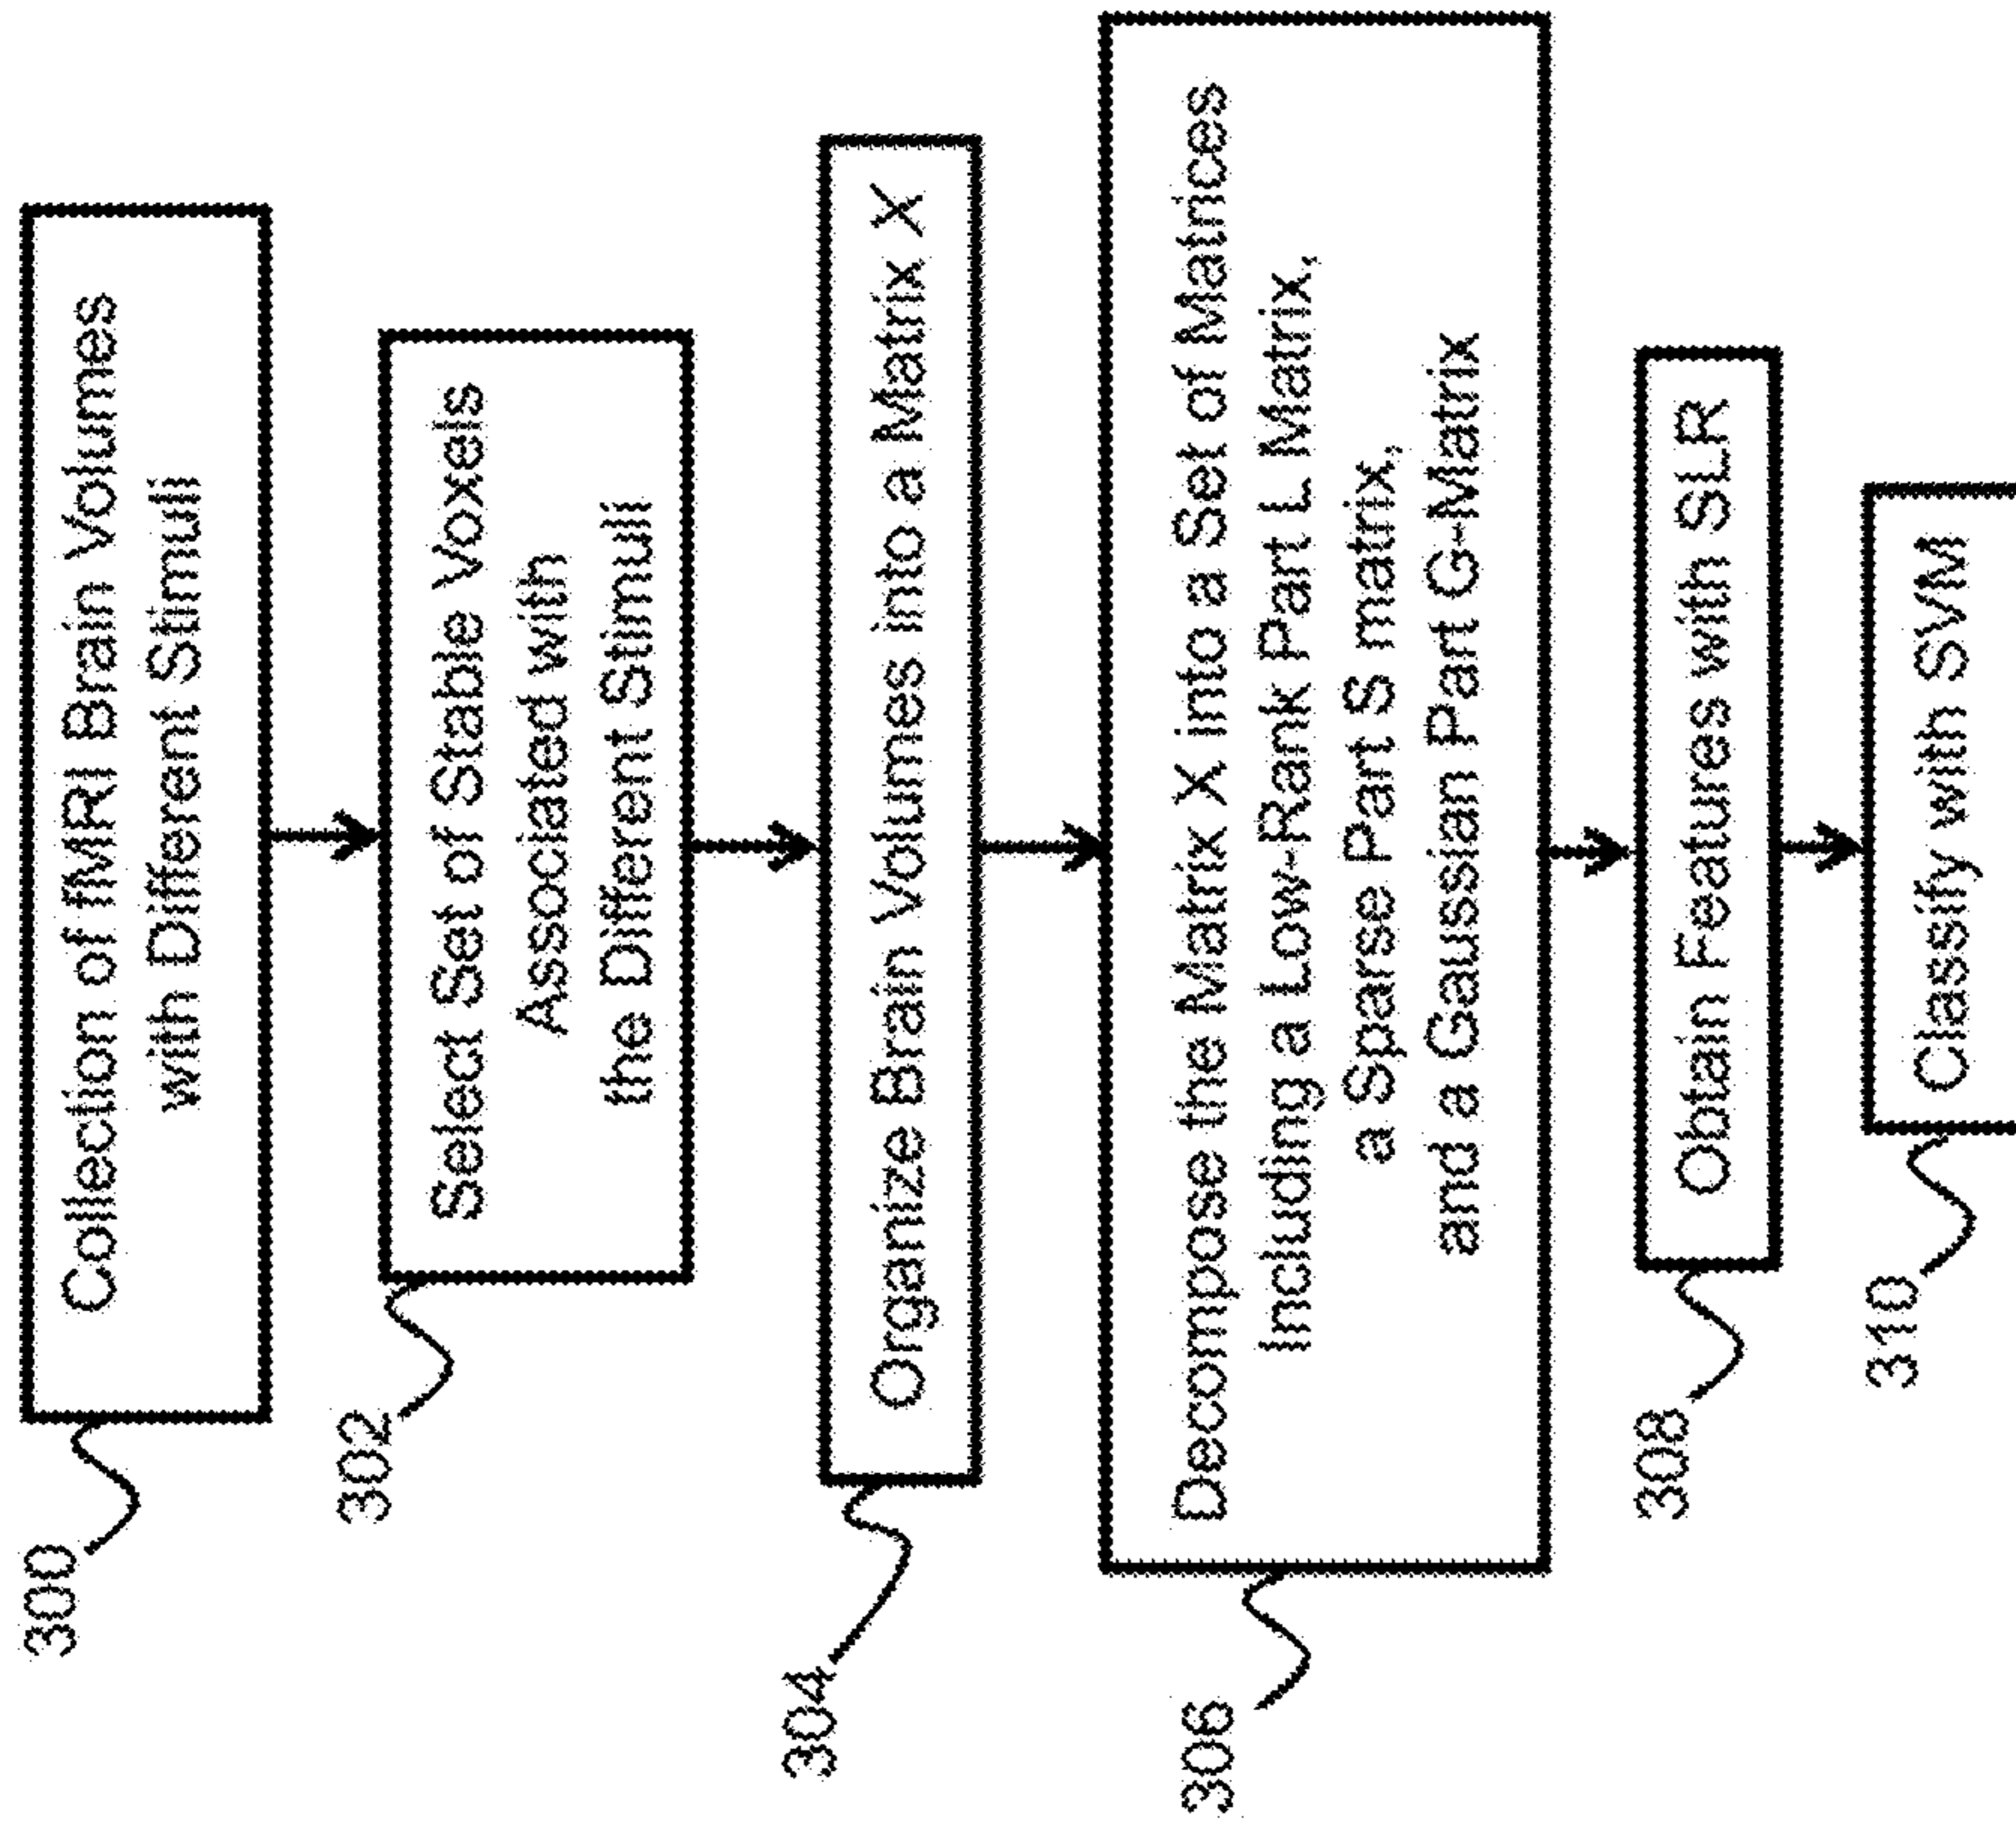 300
Collection of fMRI Brain Volumes
with Different Stimuli
302
Select Set of Stable Voxels
Associated with
the Different Stimuli
304
Organize Brain Volumes into a Matrix X
306
Decompose the Matrix X into a Set of Matrices
Including a Low-Rank Part L Matrix,
a Sparse Part S matrix,
and a Gaussian Part G-Matrix
308
Obtain Features with SLR
310
Classify with SVM